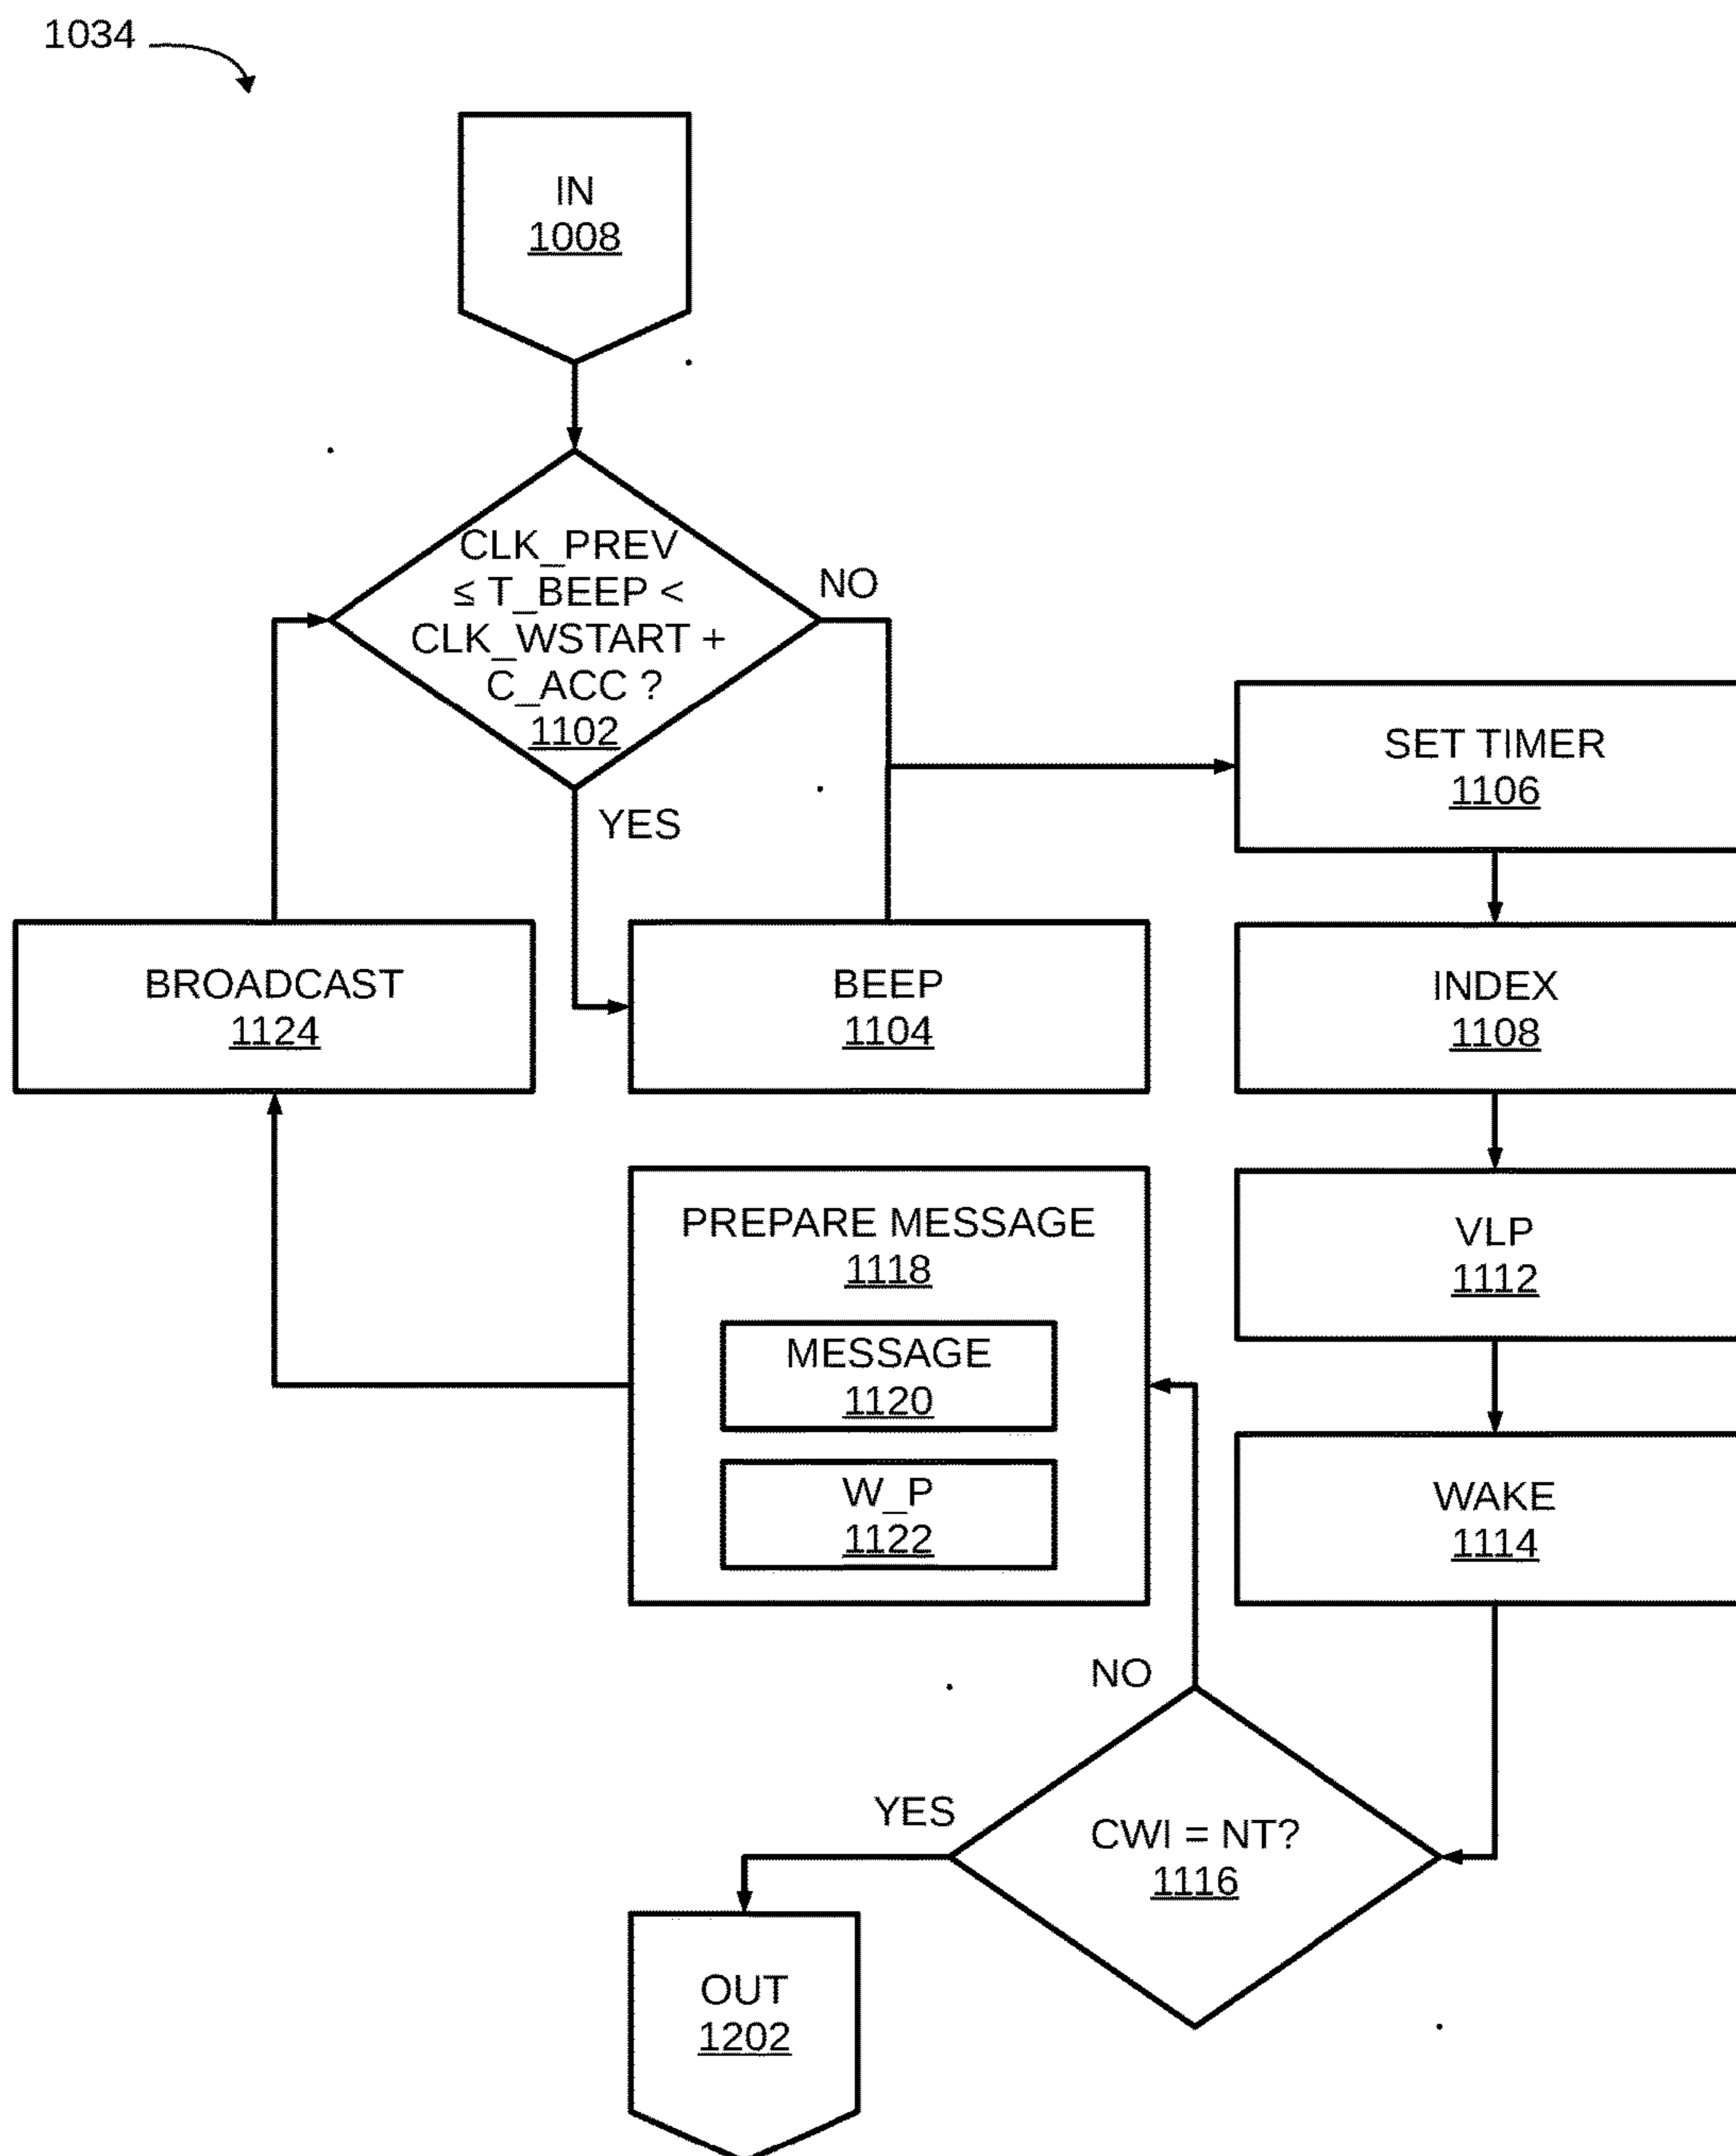 1034
IN
1008
CLK_PREV
≤ T_BEEP <
CLK_WSTART +
C_ACC ?
1102
NO
YES
SET TIMER
1106
BROADCAST
1124
BEEP
1104
INDEX
1108
PREPARE MESSAGE
1118
MESSAGE
1120
W_P
1122
VLP
1112
WAKE
1114
NO
YES
CWI = NT?
1116
OUT
1202